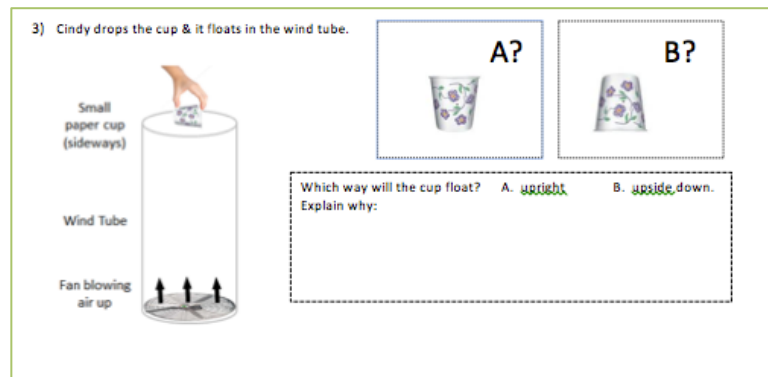 3) Cindy drops the cup & it floats in the wind tube.
A?
B?
Small
paper cup
(sideways)
Wind Tube
Fan blowing
air up
Which way will the cup float? A. upright B. upside down.
Explain why: